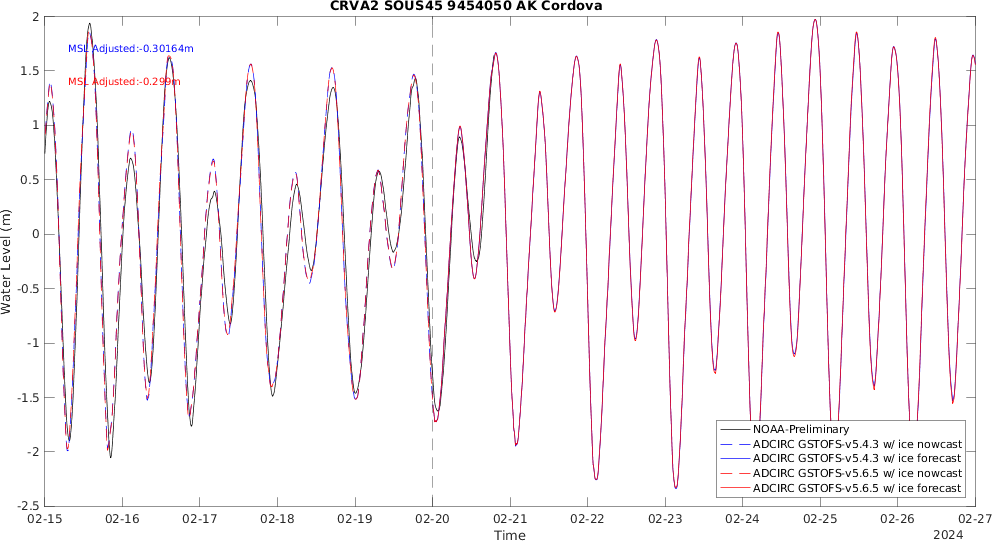 CRVA2 SOUS45 9454050 AK Cordova
MSL Adjusted:-0.30164m
MSL Adjusted:-0.299m
Water Level (m)
2
1.5
1
0.5
0
-0.5
-1
-1.5
-2
-2.5
NOAA-Preliminary
ADCIRC GSTOFS-v5.4.3 w/ ice nowcast
ADCIRC GSTOFS-v5.4.3 w/ ice forecast
ADCIRC GSTOFS-v5.6.5 w/ ice nowcast
ADCIRC GSTOFS-v5.6.5 w/ ice forecast
02-15 02-16 02-17 02-18 02-19 02-20 02-21 02-22 02-23 02-24 02-25 02-26 02-27
Time
2024